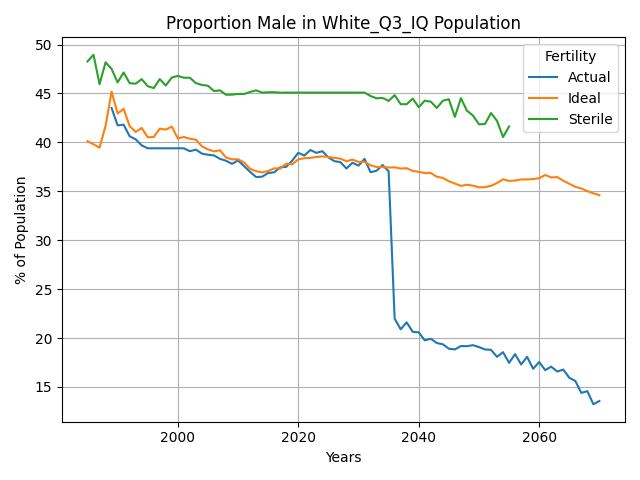 Proportion Male in White_Q3_IQ Population
Fertility
Actual
Ideal
Sterile
% of Population
50
45
40
35
30
25
20
15
2000 2020 2040 2060
Years